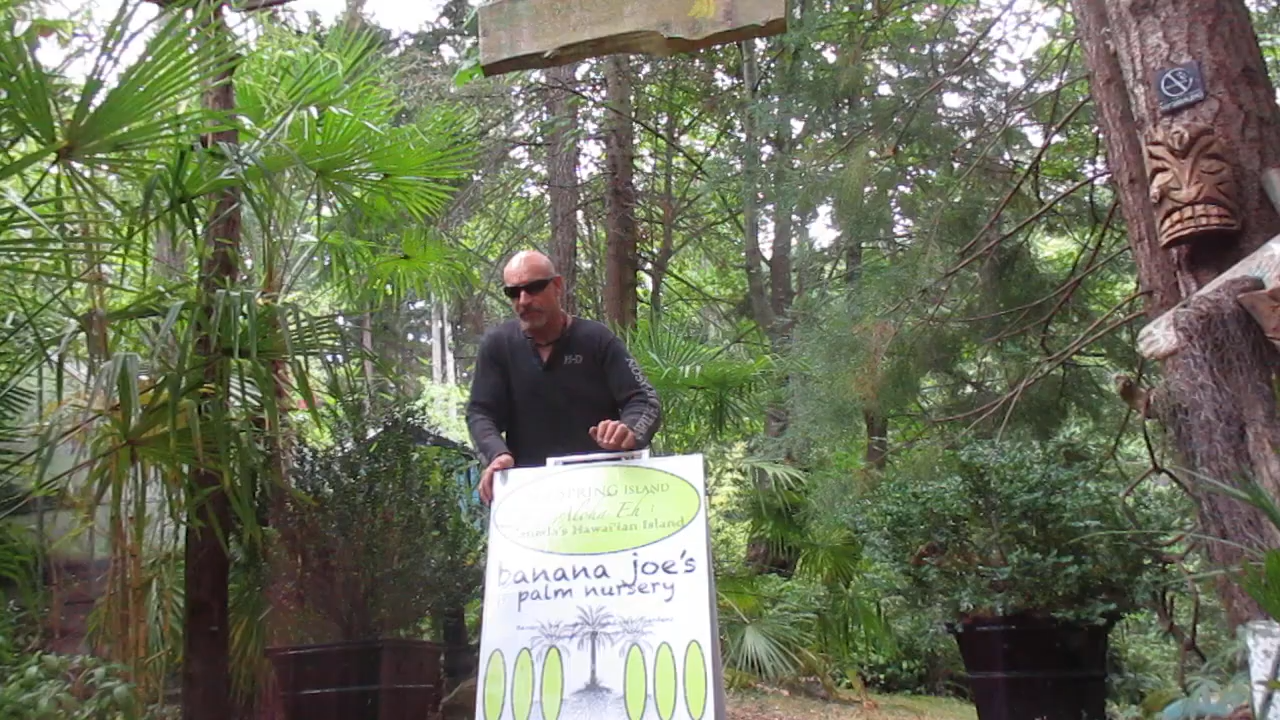 H-D
SPRING ISLAND
Aloha Eh!
Canada's Hawaiian Island
banana joe's
palm nursery